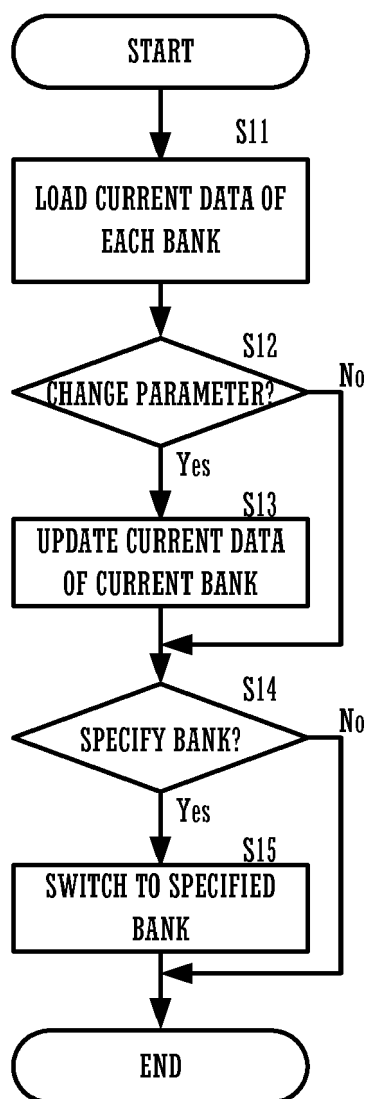 START
S11
LOAD CURRENT DATA OF
EACH BANK
S12
CHANGE PARAMETER?
No
Yes
S13
UPDATE CURRENT DATA
OF CURRENT BANK
S14
SPECIFY BANK?
No
Yes
S15
SWITCH TO SPECIFIED
BANK
END